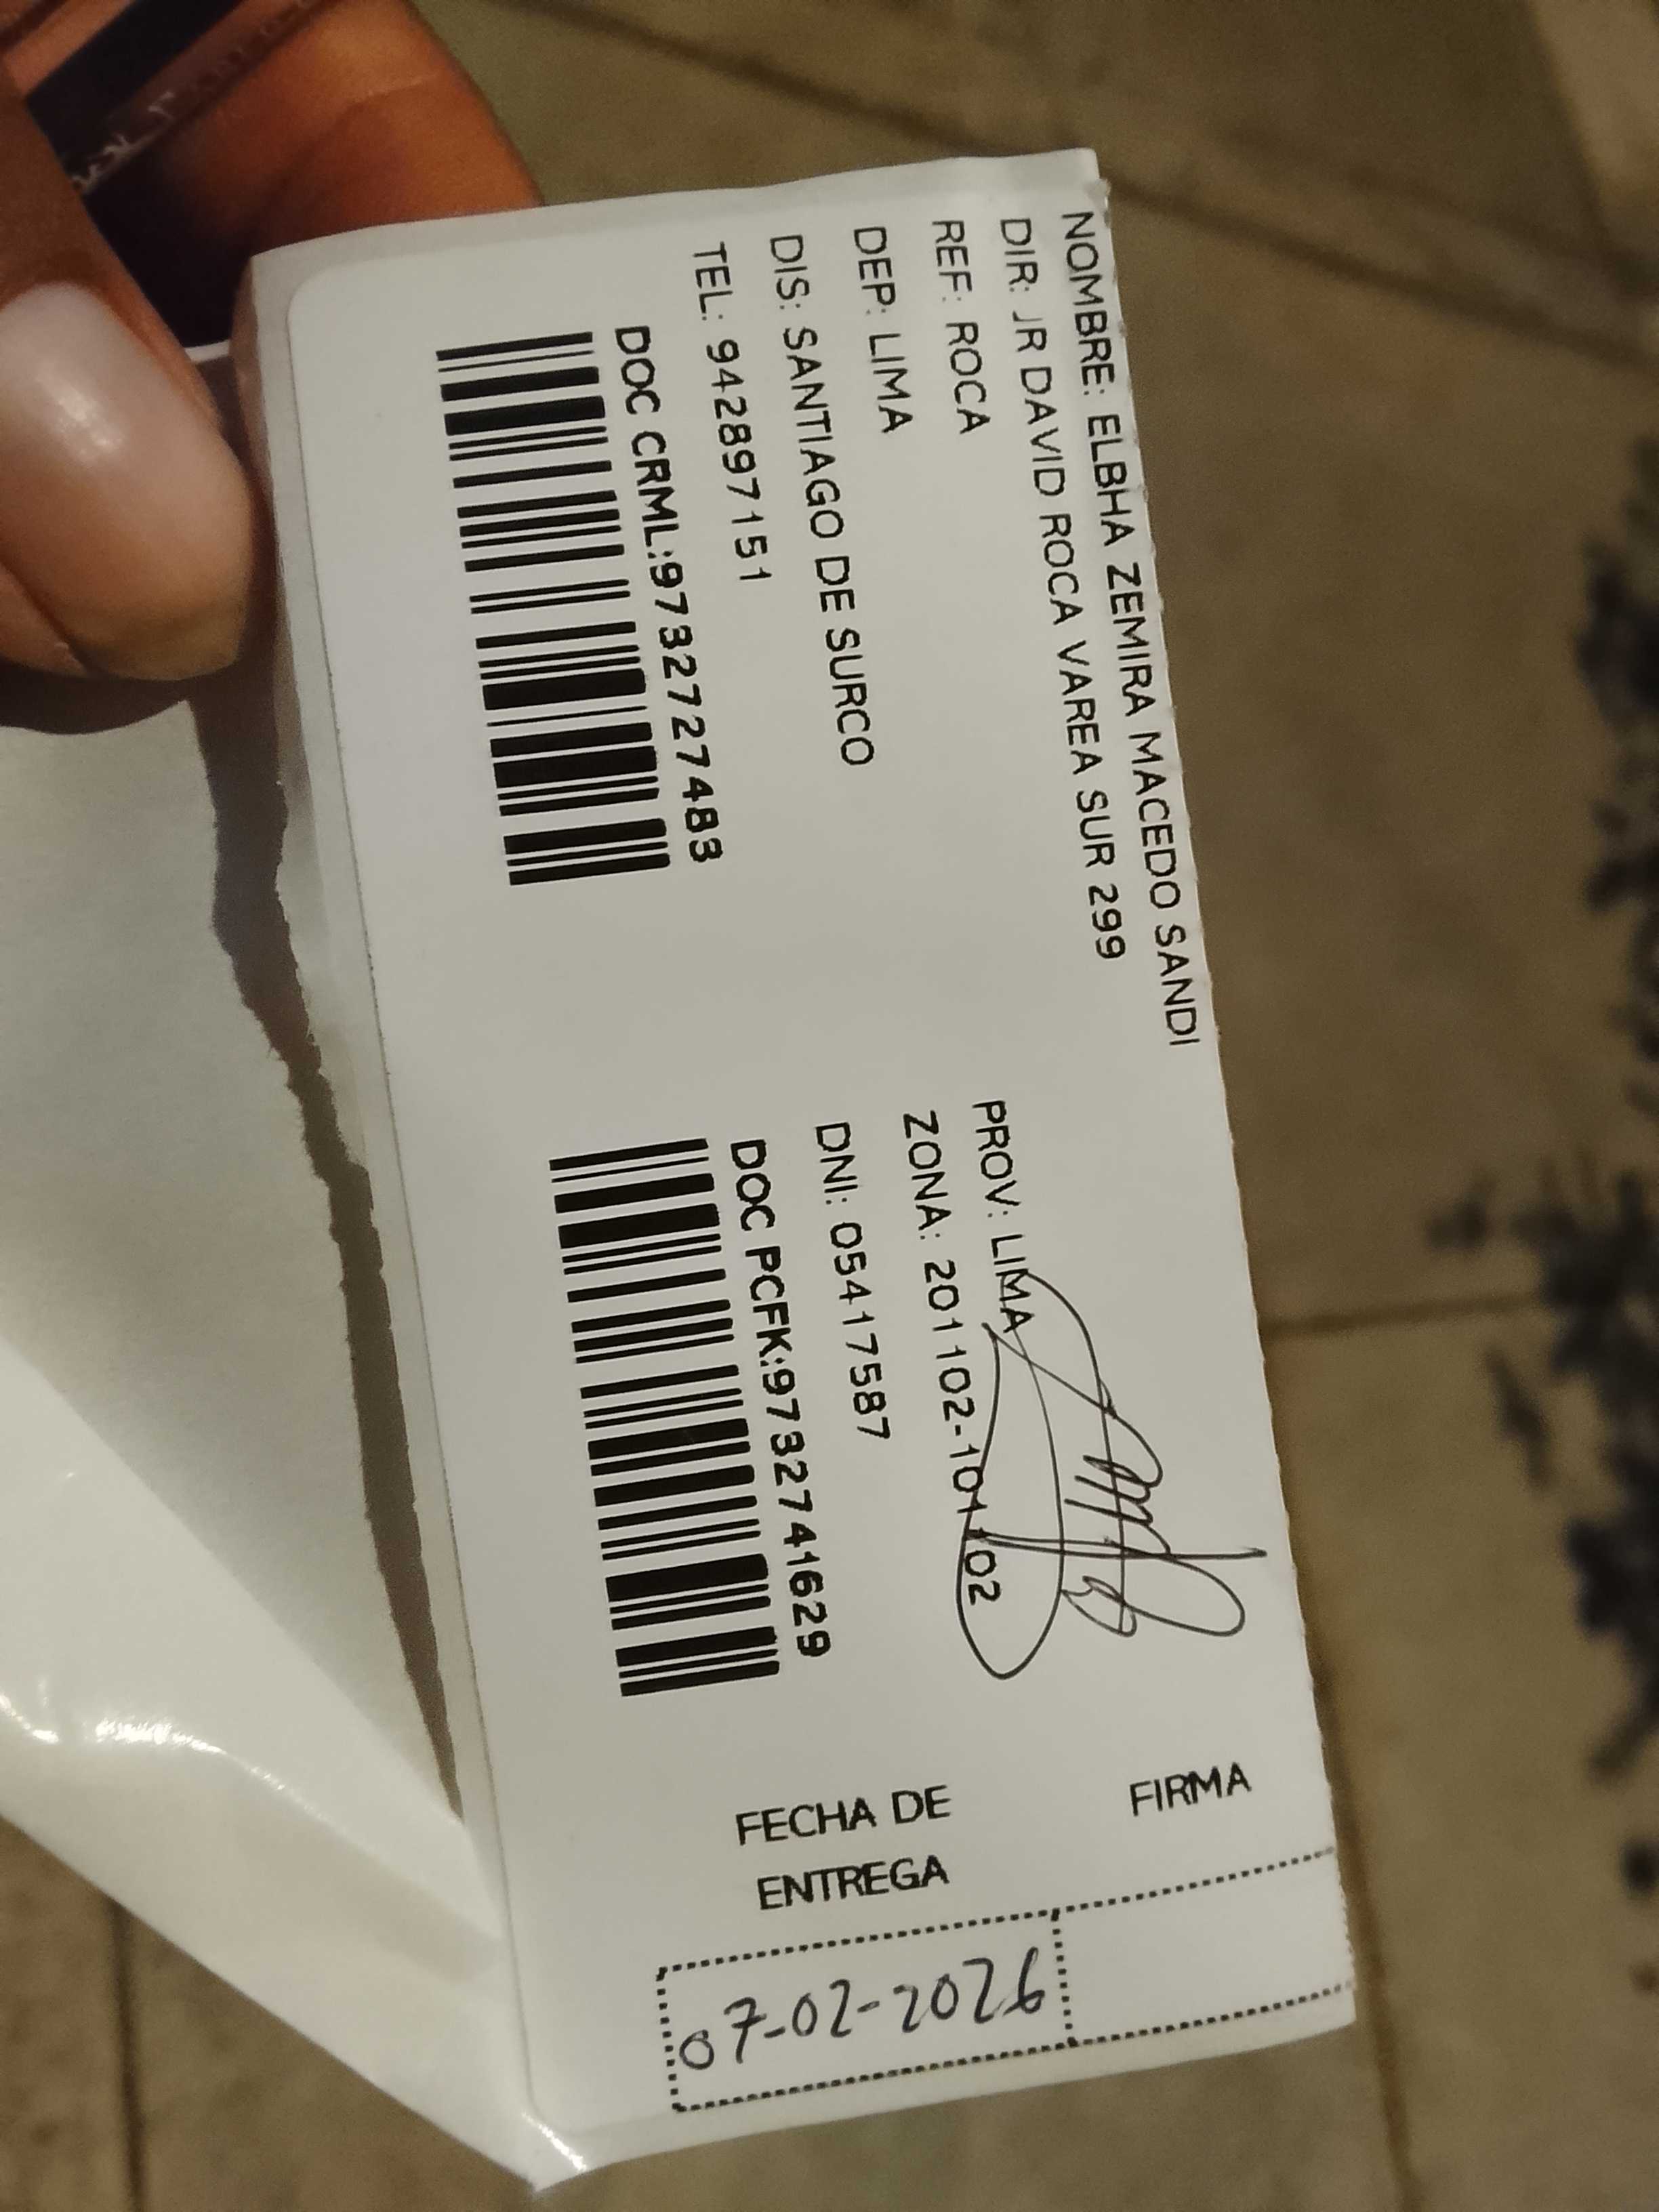 NOMBRE: ELBHA ZEMIRA MACEDO SANDI
DIR: JR DAVID ROCA VAREA SUR 299
REF: ROCA
DEP: LIMA
PROV: LIMA
DIS: SANTIAGO DE SURCO
ZONA: 201102-101102
TEL: 942897151
DNI: 05417587
DOC CRML:9732727483
DOC PCFK:9732741629
FIRMA
FECHA DE
ENTREGA
07-02-2026